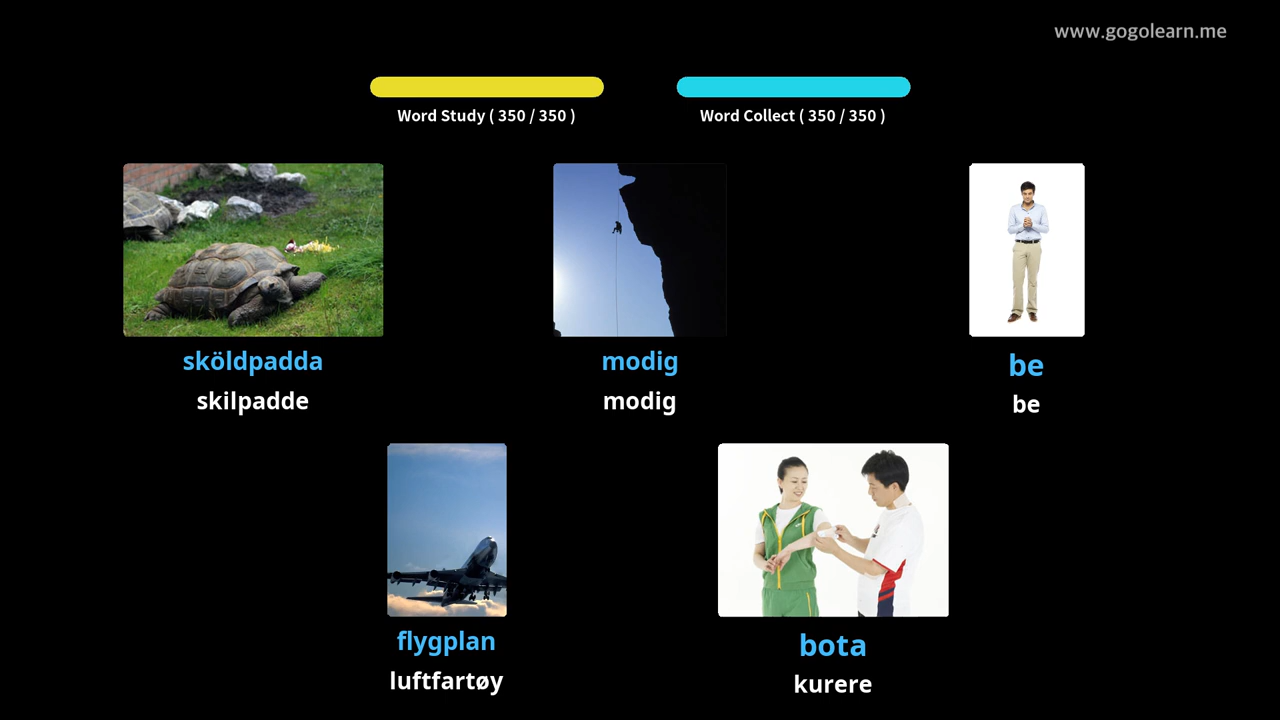 www.gogolearn.me
Word Study ( 350 / 350 )
Word Collect ( 350 / 350 )
sköldpadda
skilpadde
modig
modig
be
be
flygplan
luftfartøy
bota
kurere